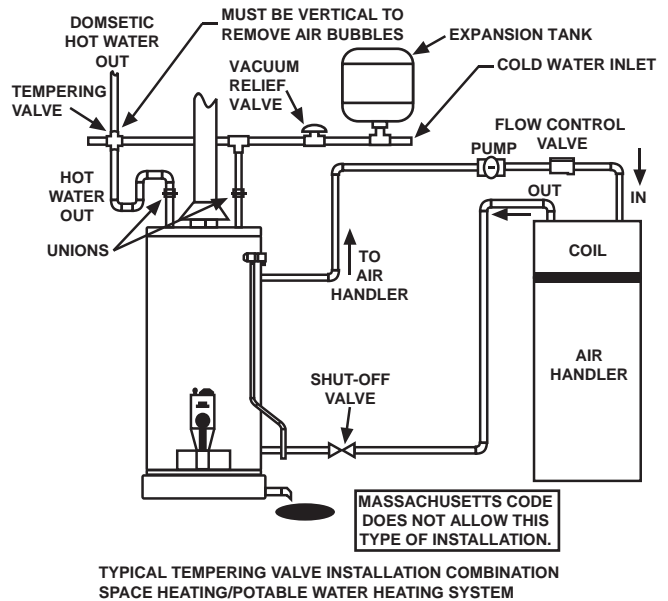 DOMSETIC
HOT WATER
OUT
MUST BE VERTICAL TO
REMOVE AIR BUBBLES
EXPANSION TANK
COLD WATER INLET
TEMPERING
VALVE
VACUUM
RELIEF
VALVE
FLOW CONTROL
VALVE
PUMP
HOT
WATER
OUT
OUT
IN
UNIONS
TO
AIR
HANDLER
COIL
AIR
HANDLER
SHUT-OFF
VALVE
MASSACHUSETTS CODE
DOES NOT ALLOW THIS
TYPE OF INSTALLATION.
TYPICAL TEMPERING VALVE INSTALLATION COMBINATION
SPACE HEATING/POTABLE WATER HEATING SYSTEM